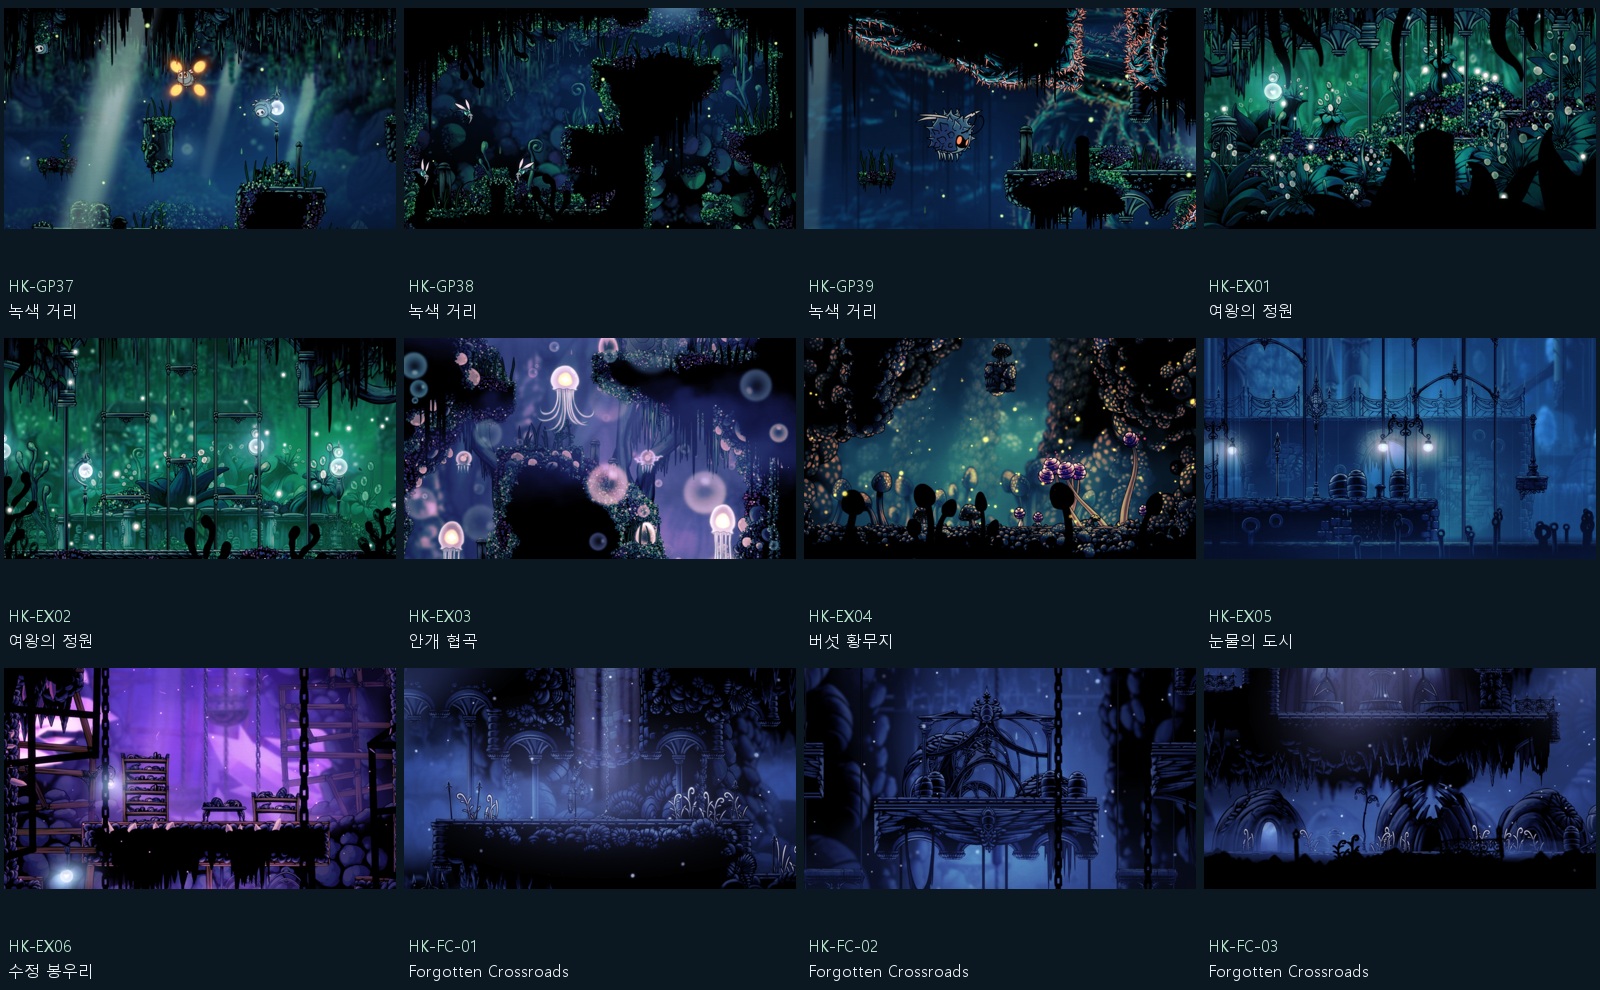 HK-GP37
녹색 거리
HK-GP38
녹색 거리
HK-GP39
녹색 거리
HK-EX01
여왕의 정원
HK-EX02
여왕의 정원
HK-EX03
안개 협곡
HK-EX04
버섯 황무지
HK-EX05
눈물의 도시
HK-EX06
수정 봉우리
HK-FC-01
Forgotten Crossroads
HK-FC-02
Forgotten Crossroads
HK-FC-03
Forgotten Crossroads